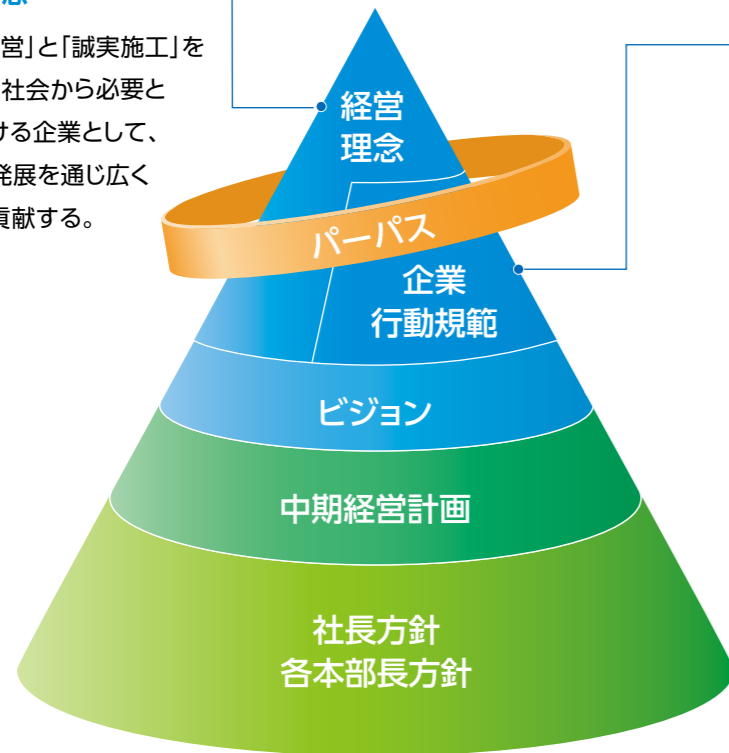 営」と「誠実施工」を
社会から必要と
ける企業として、
発展を通じ広く
貢献する。
経営
理念
パーパス
企業
行動規範
ビジョン
中期経営計画
社長方針
各本部長方針